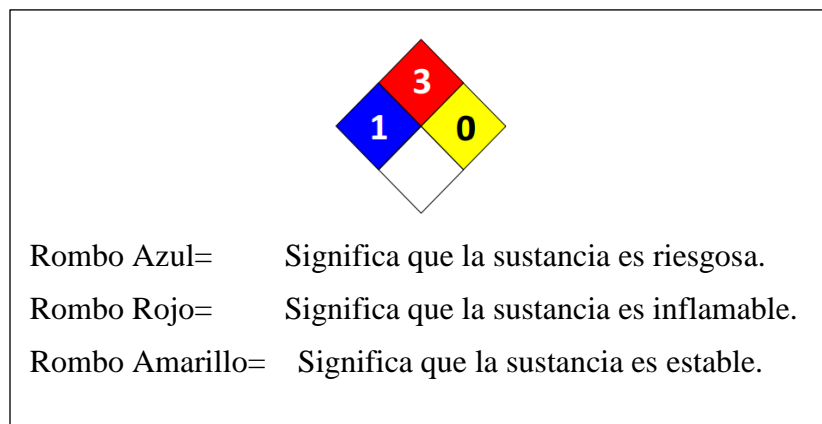 3
1 0
Rombo Azul= Significa que la sustancia es riesgosa.
Rombo Rojo= Significa que la sustancia es inflamable.
Rombo Amarillo= Significa que la sustancia es estable.